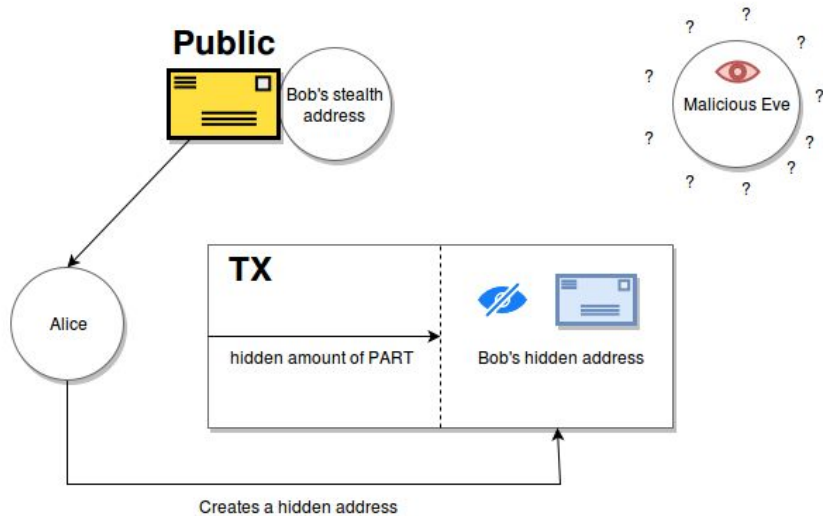 Public
Bob's stealth
address
?
?
?
?
?
?
?
?
?
?
Malicious Eve
Alice
TX
hidden amount of PART
Bob's hidden address
Creates a hidden address